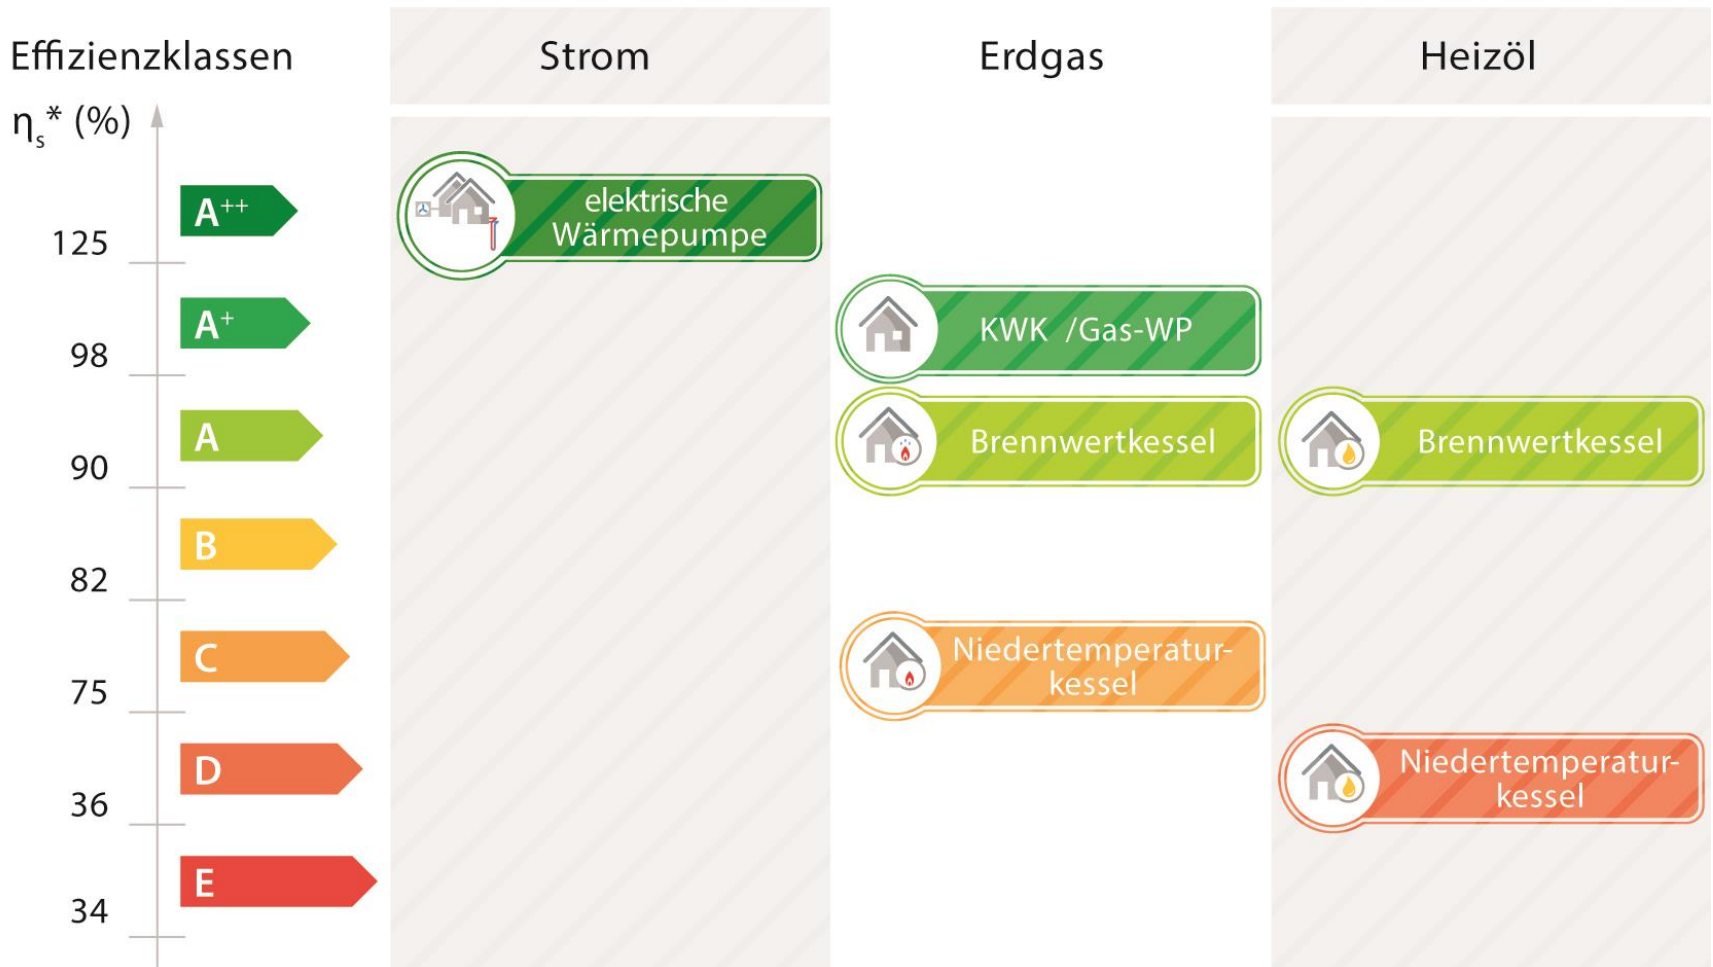 Effizienzklassen
Strom
Erdgas
Heizöl
ηs* (%)
A++
elektrische
Wärmepumpe
125
A+
KWK /Gas-WP
98
A
Brennwertkessel
Brennwertkessel
90
B
82
C
Niedertemperatur-
kessel
75
D
Niedertemperatur-
kessel
36
E
34